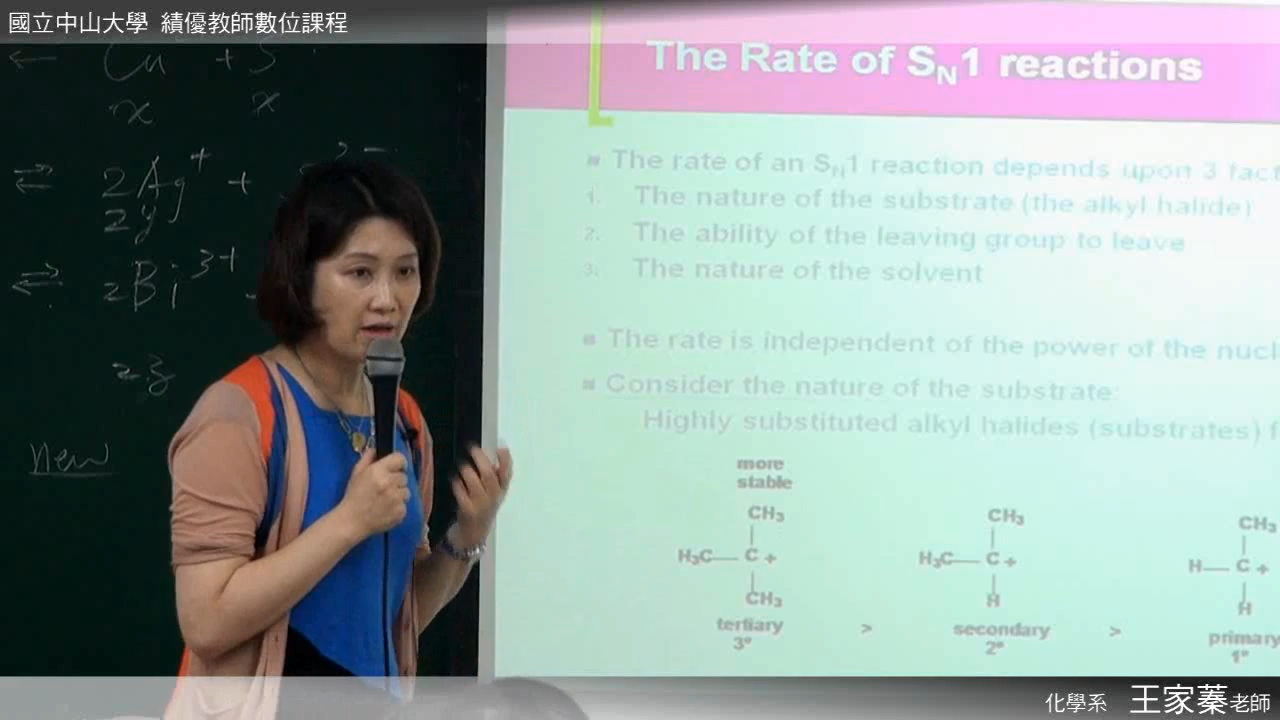 國立中山大學 績優教師數位課程
← Cu + S
x x
⇌ 2Ag⁺ + 2-
2y
⇌ 2Bi³⁺
2z
new
The Rate of SN1 reactions
The rate of an SN1 reaction depends upon 3 fact
1. The nature of the substrate (the alkyl halide)
2. The ability of the leaving group to leave
3. The nature of the solvent
The rate is independent of the power of the nucl
Consider the nature of the substrate:
Highly substituted alkyl halides (substrates) f
more
stable
CH₃ CH₃ CH₃
H₃C—C+ H₃C—C+ H—C+
CH₃ H H
tertiary > secondary > primary
3° 2° 1°
化學系 王家蓁老師